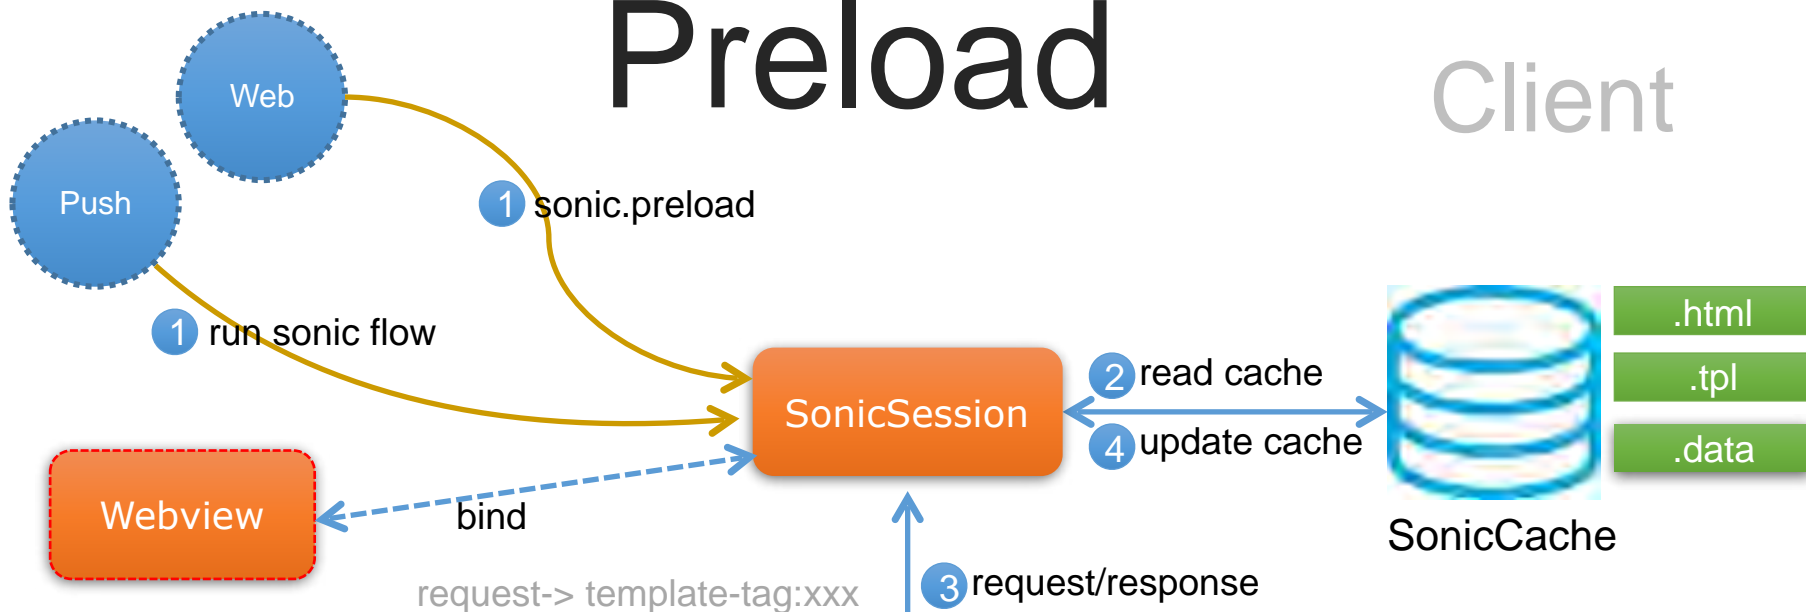 Preload
Client
Web
Push
1 sonic.preload
1 run sonic flow
.html
.tpl
.data
SonicSession
2 read cache
4 update cache
Webview
bind
SonicCache
3 request/response
request-> template-tag:xxx